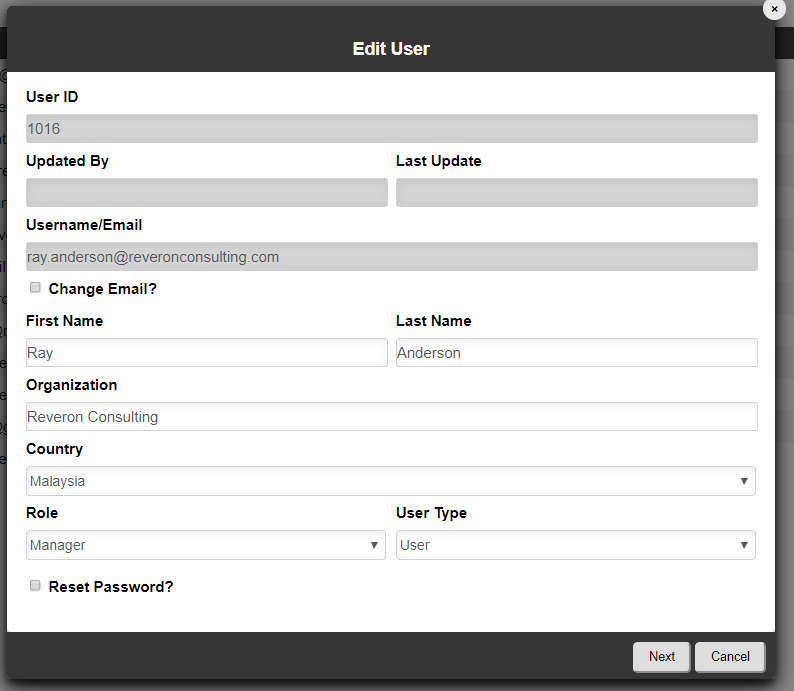 ×
Edit User
User ID
1016
Updated By Last Update
Username/Email
ray.anderson@reveronconsulting.com
Change Email?
First Name Last Name
Ray Anderson
Organization
Reveron Consulting
Country
Malaysia
Role User Type
Manager User
Reset Password?
Next Cancel